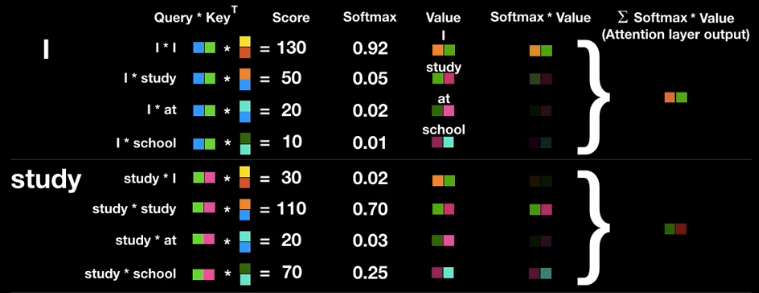 Query * Key^T Score Softmax Value Softmax * Value Σ Softmax * Value
(Attention layer output)
I
I * I * = 130 0.92 I
I * study * = 50 0.05 study
I * at * = 20 0.02 at
I * school * = 10 0.01 school
study
study * I * = 30 0.02
study * study * = 110 0.70
study * at * = 20 0.03
study * school * = 70 0.25